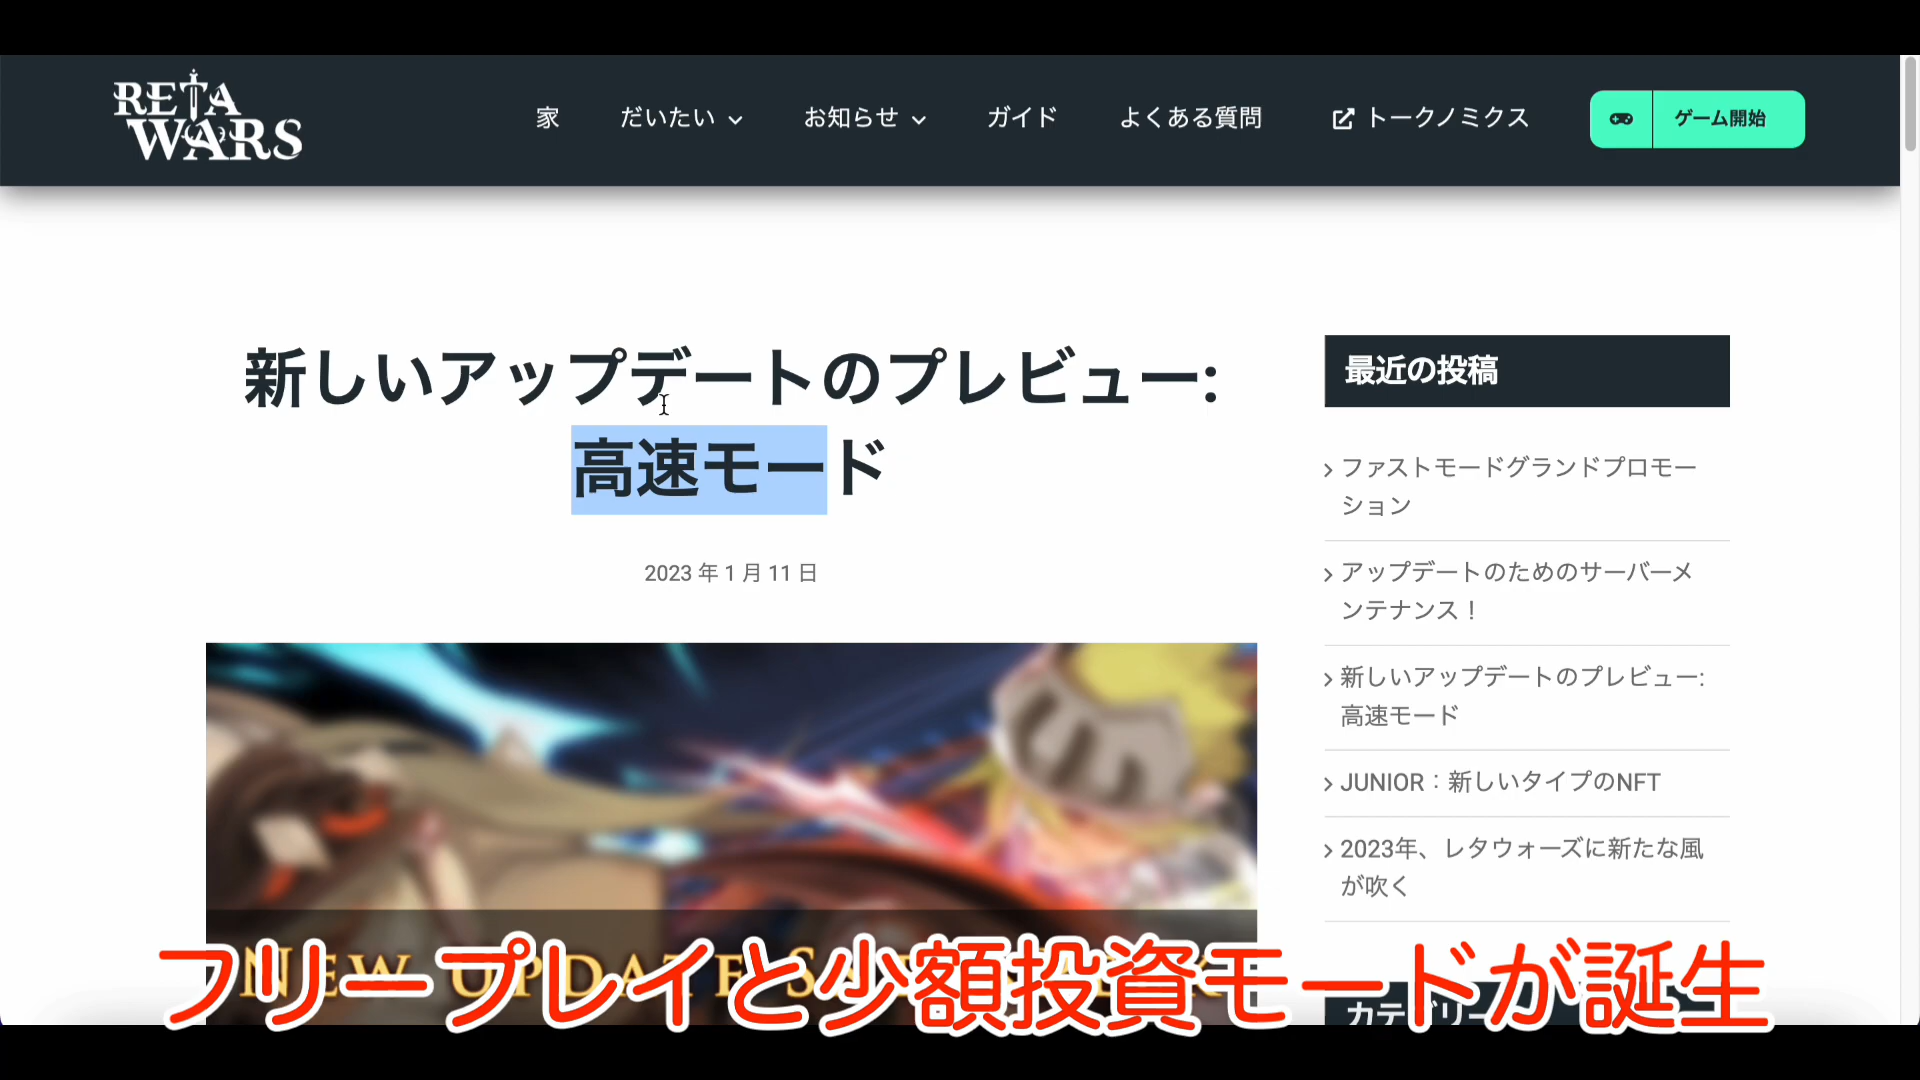 RETA
WARS
家
だいたい
お知らせ
ガイド
よくある質問
トークノミクス
ゲーム開始
新しいアップデートのプレビュー:
高速モード
2023 年 1 月 11 日
最近の投稿
ファストモードグランドプロモー
ション
アップデートのためのサーバーメ
ンテナンス！
新しいアップデートのプレビュー:
高速モード
JUNIOR：新しいタイプのNFT
2023年、レタウォーズに新たな風
が吹く
NEW UPDATE
カテゴリー
フリープレイと少額投資モードが誕生